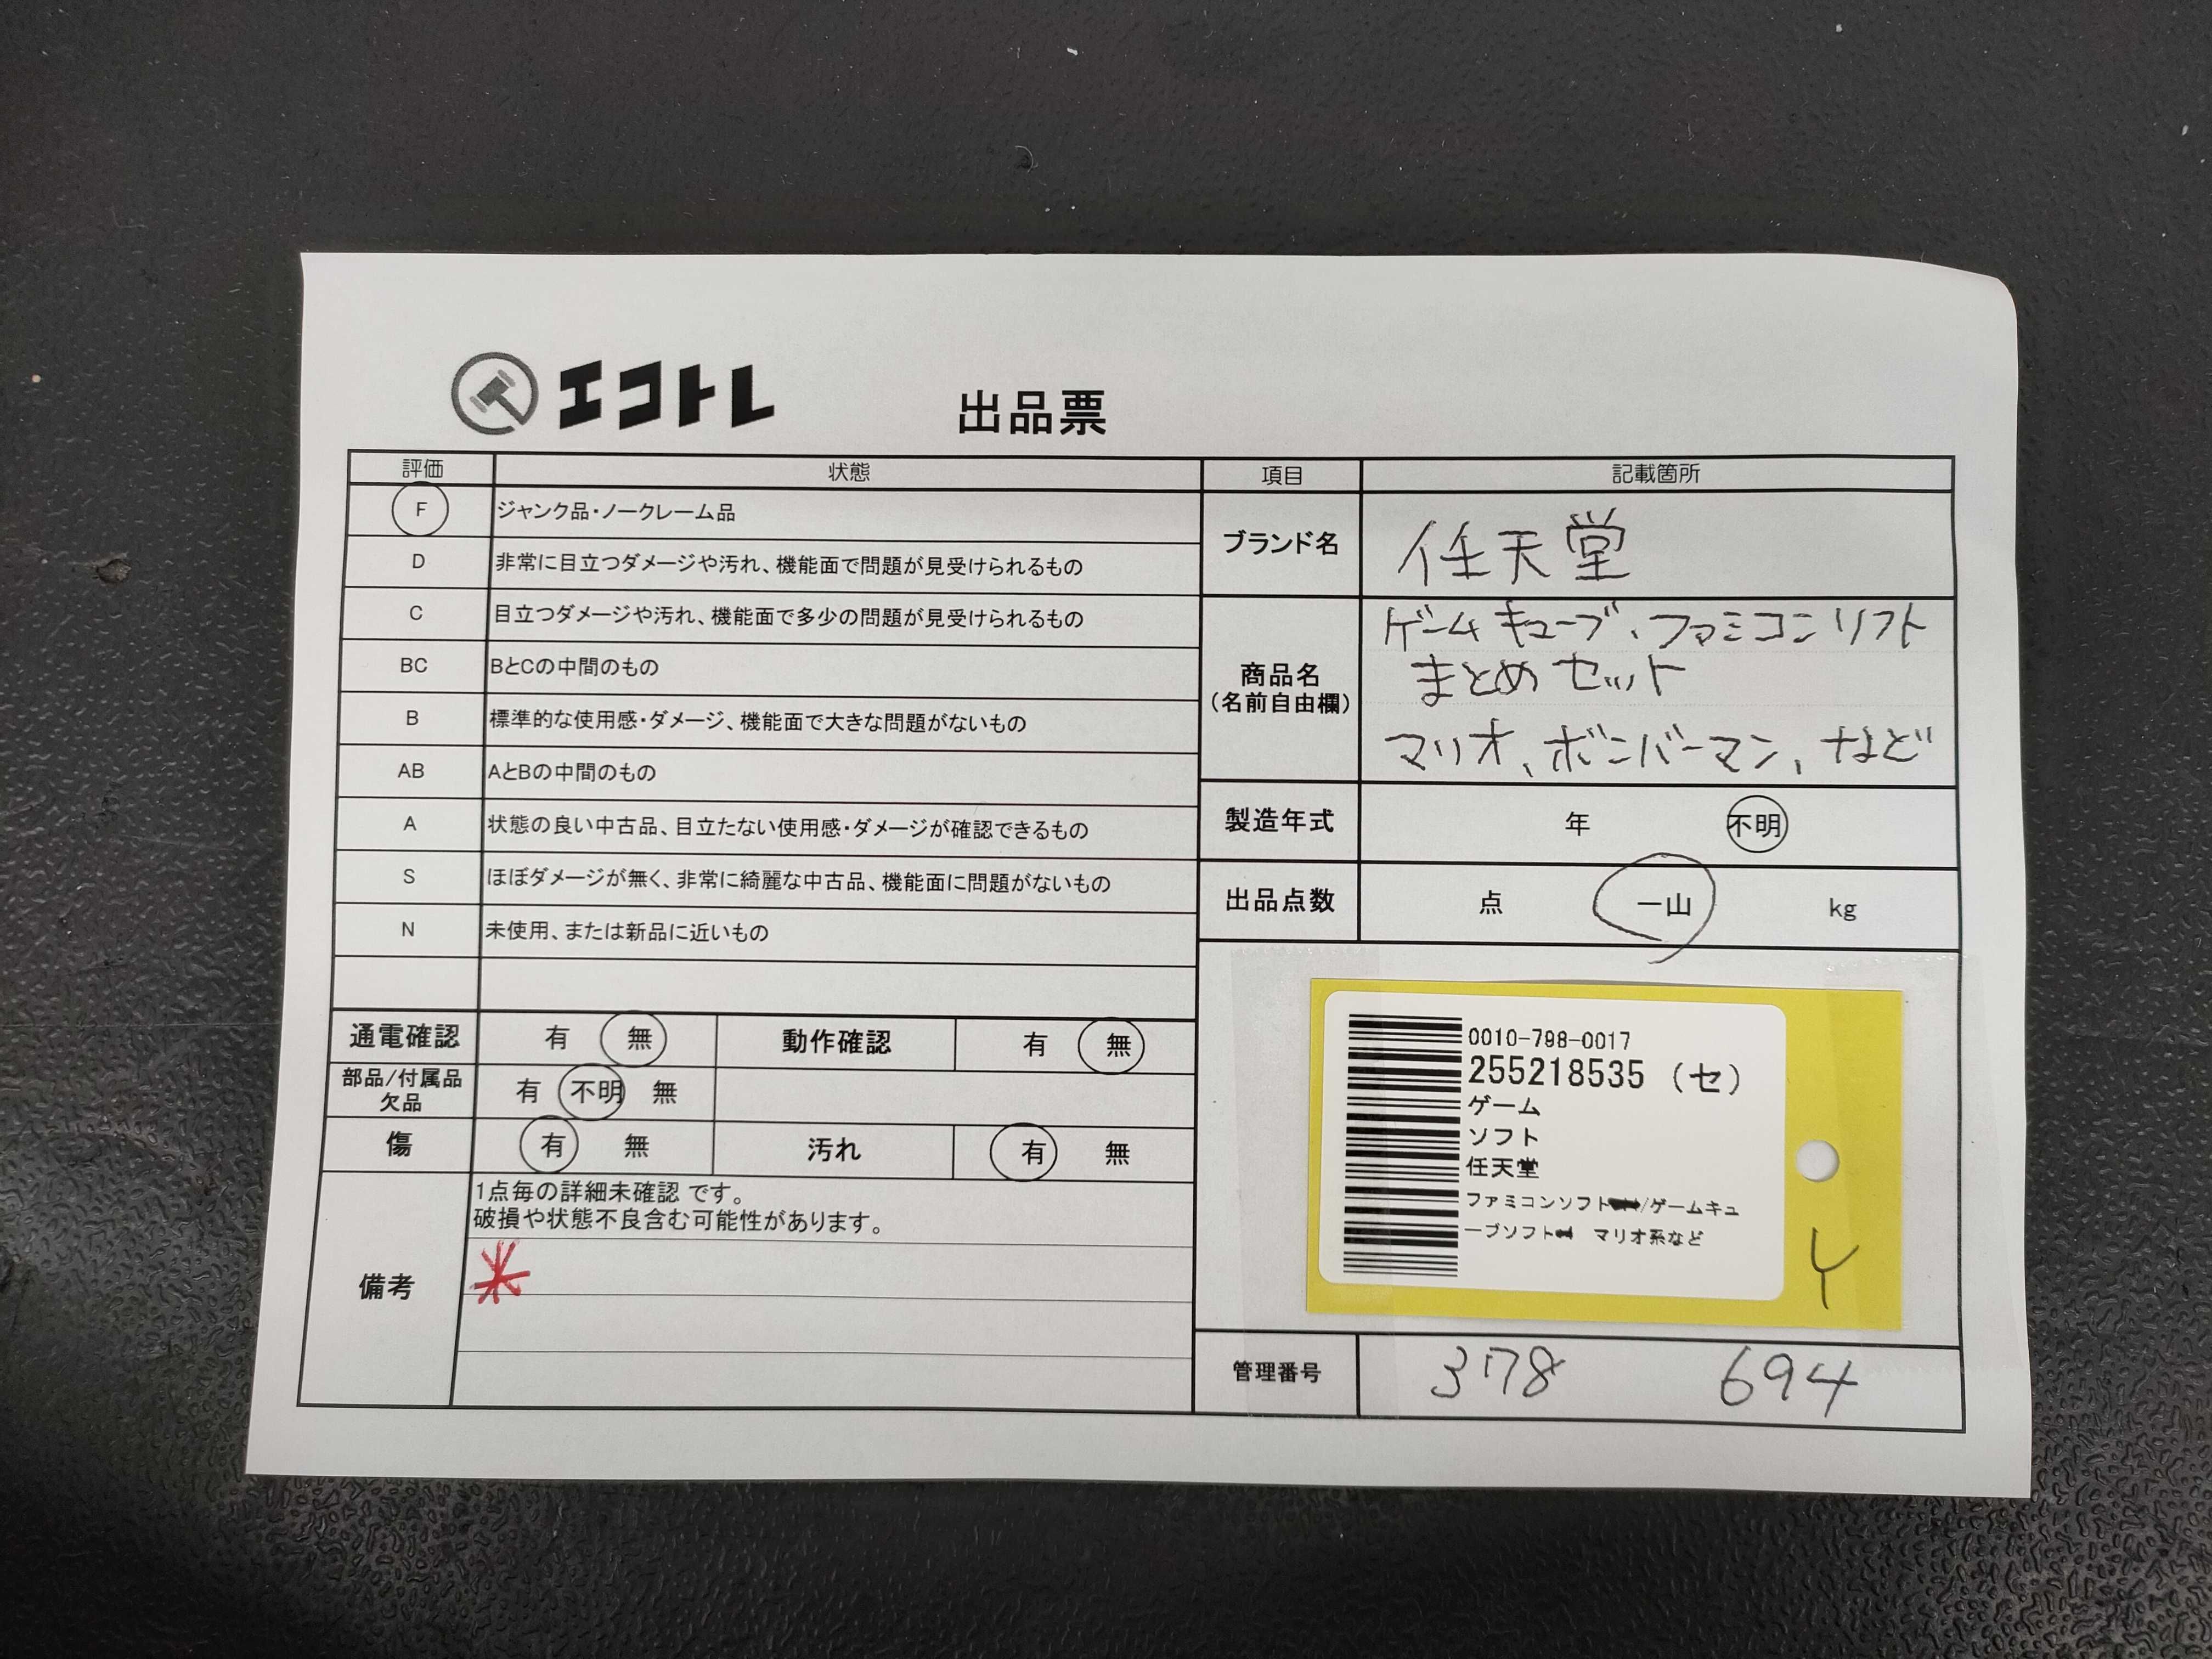 エコトレ
出品票
評価 状態
F ジャンク品・ノークレーム品
D 非常に目立つダメージや汚れ、機能面で問題が見受けられるもの
C 目立つダメージや汚れ、機能面で多少の問題が見受けられるもの
BC BとCの中間のもの
B 標準的な使用感・ダメージ、機能面で大きな問題がないもの
AB AとBの中間のもの
A 状態の良い中古品、目立たない使用感・ダメージが確認できるもの
S ほぼダメージが無く、非常に綺麗な中古品、機能面に問題がないもの
N 未使用、または新品に近いもの
通電確認 有 無 動作確認 有 無
部品/付属品
欠品 有 不明 無
傷 有 無 汚れ 有 無
備考
1点毎の詳細未確認 です。
破損や状態不良含む可能性があります。
項目 記載箇所
ブランド名 任天堂
商品名
(名前自由欄)
ゲームキューブ、ファミコンソフト
まとめセット
マリオ、ボンバーマン、など
製造年式 年 不明
出品点数 点 一山 kg
0010-798-0017
255218535 (セ)
ゲーム
ソフト
任天堂
ファミコンソフト/ゲームキュ
ーブソフト マリオ系など
Y
管理番号 378 694